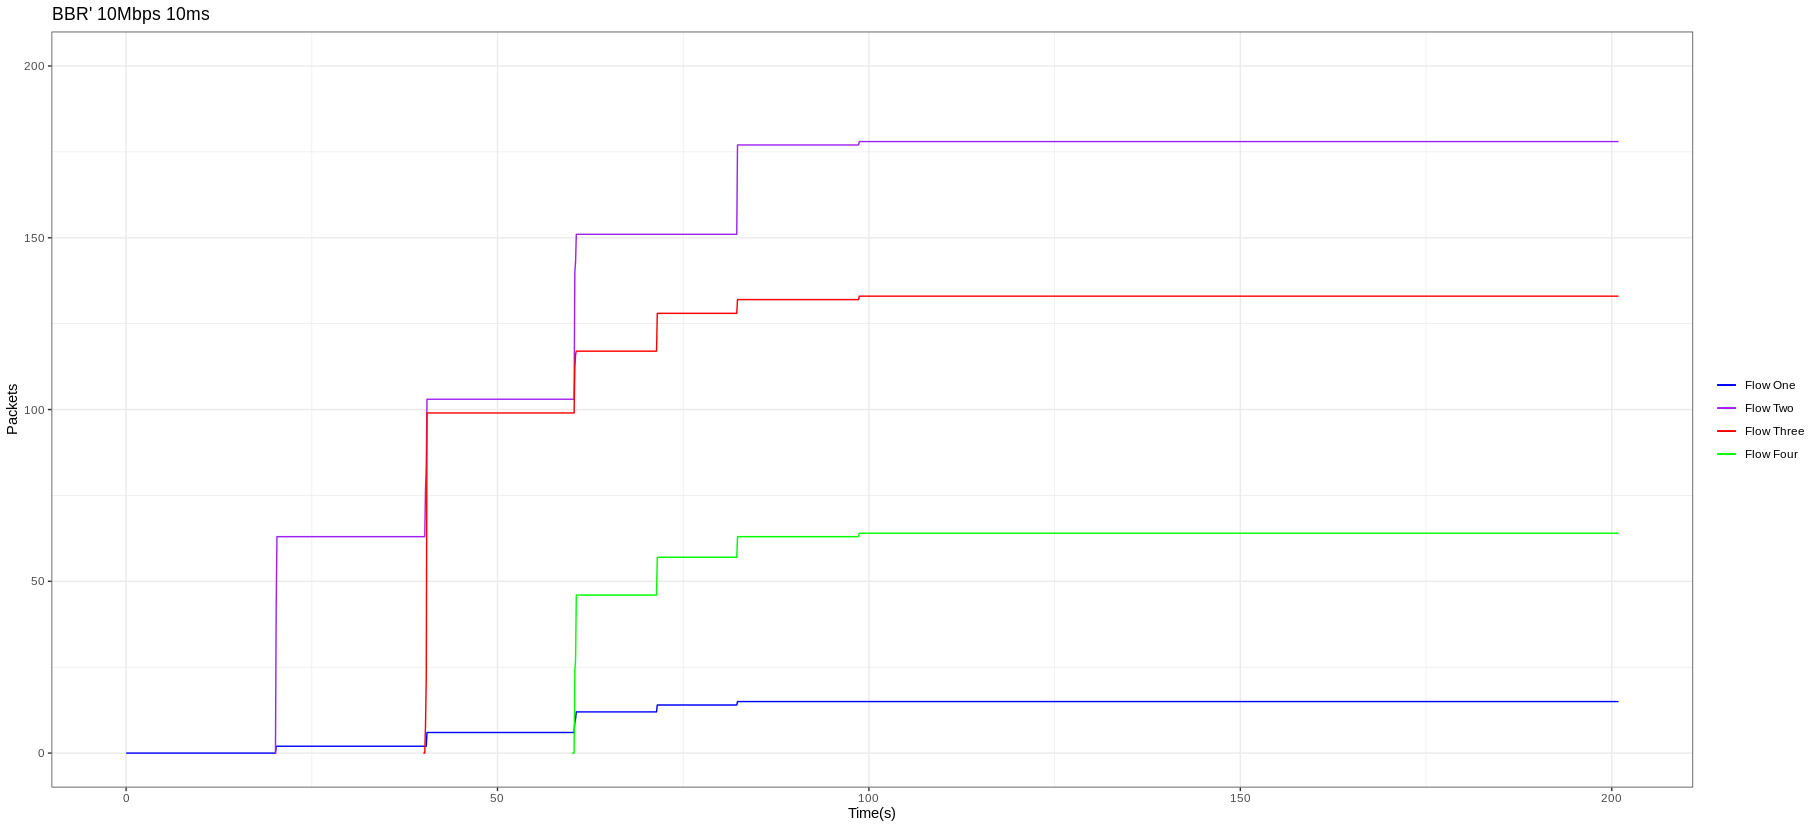 BBR' 10Mbps 10ms
200
150
100
50
0
Packets
0 50 100 150 200
Time(s)
Flow One
Flow Two
Flow Three
Flow Four